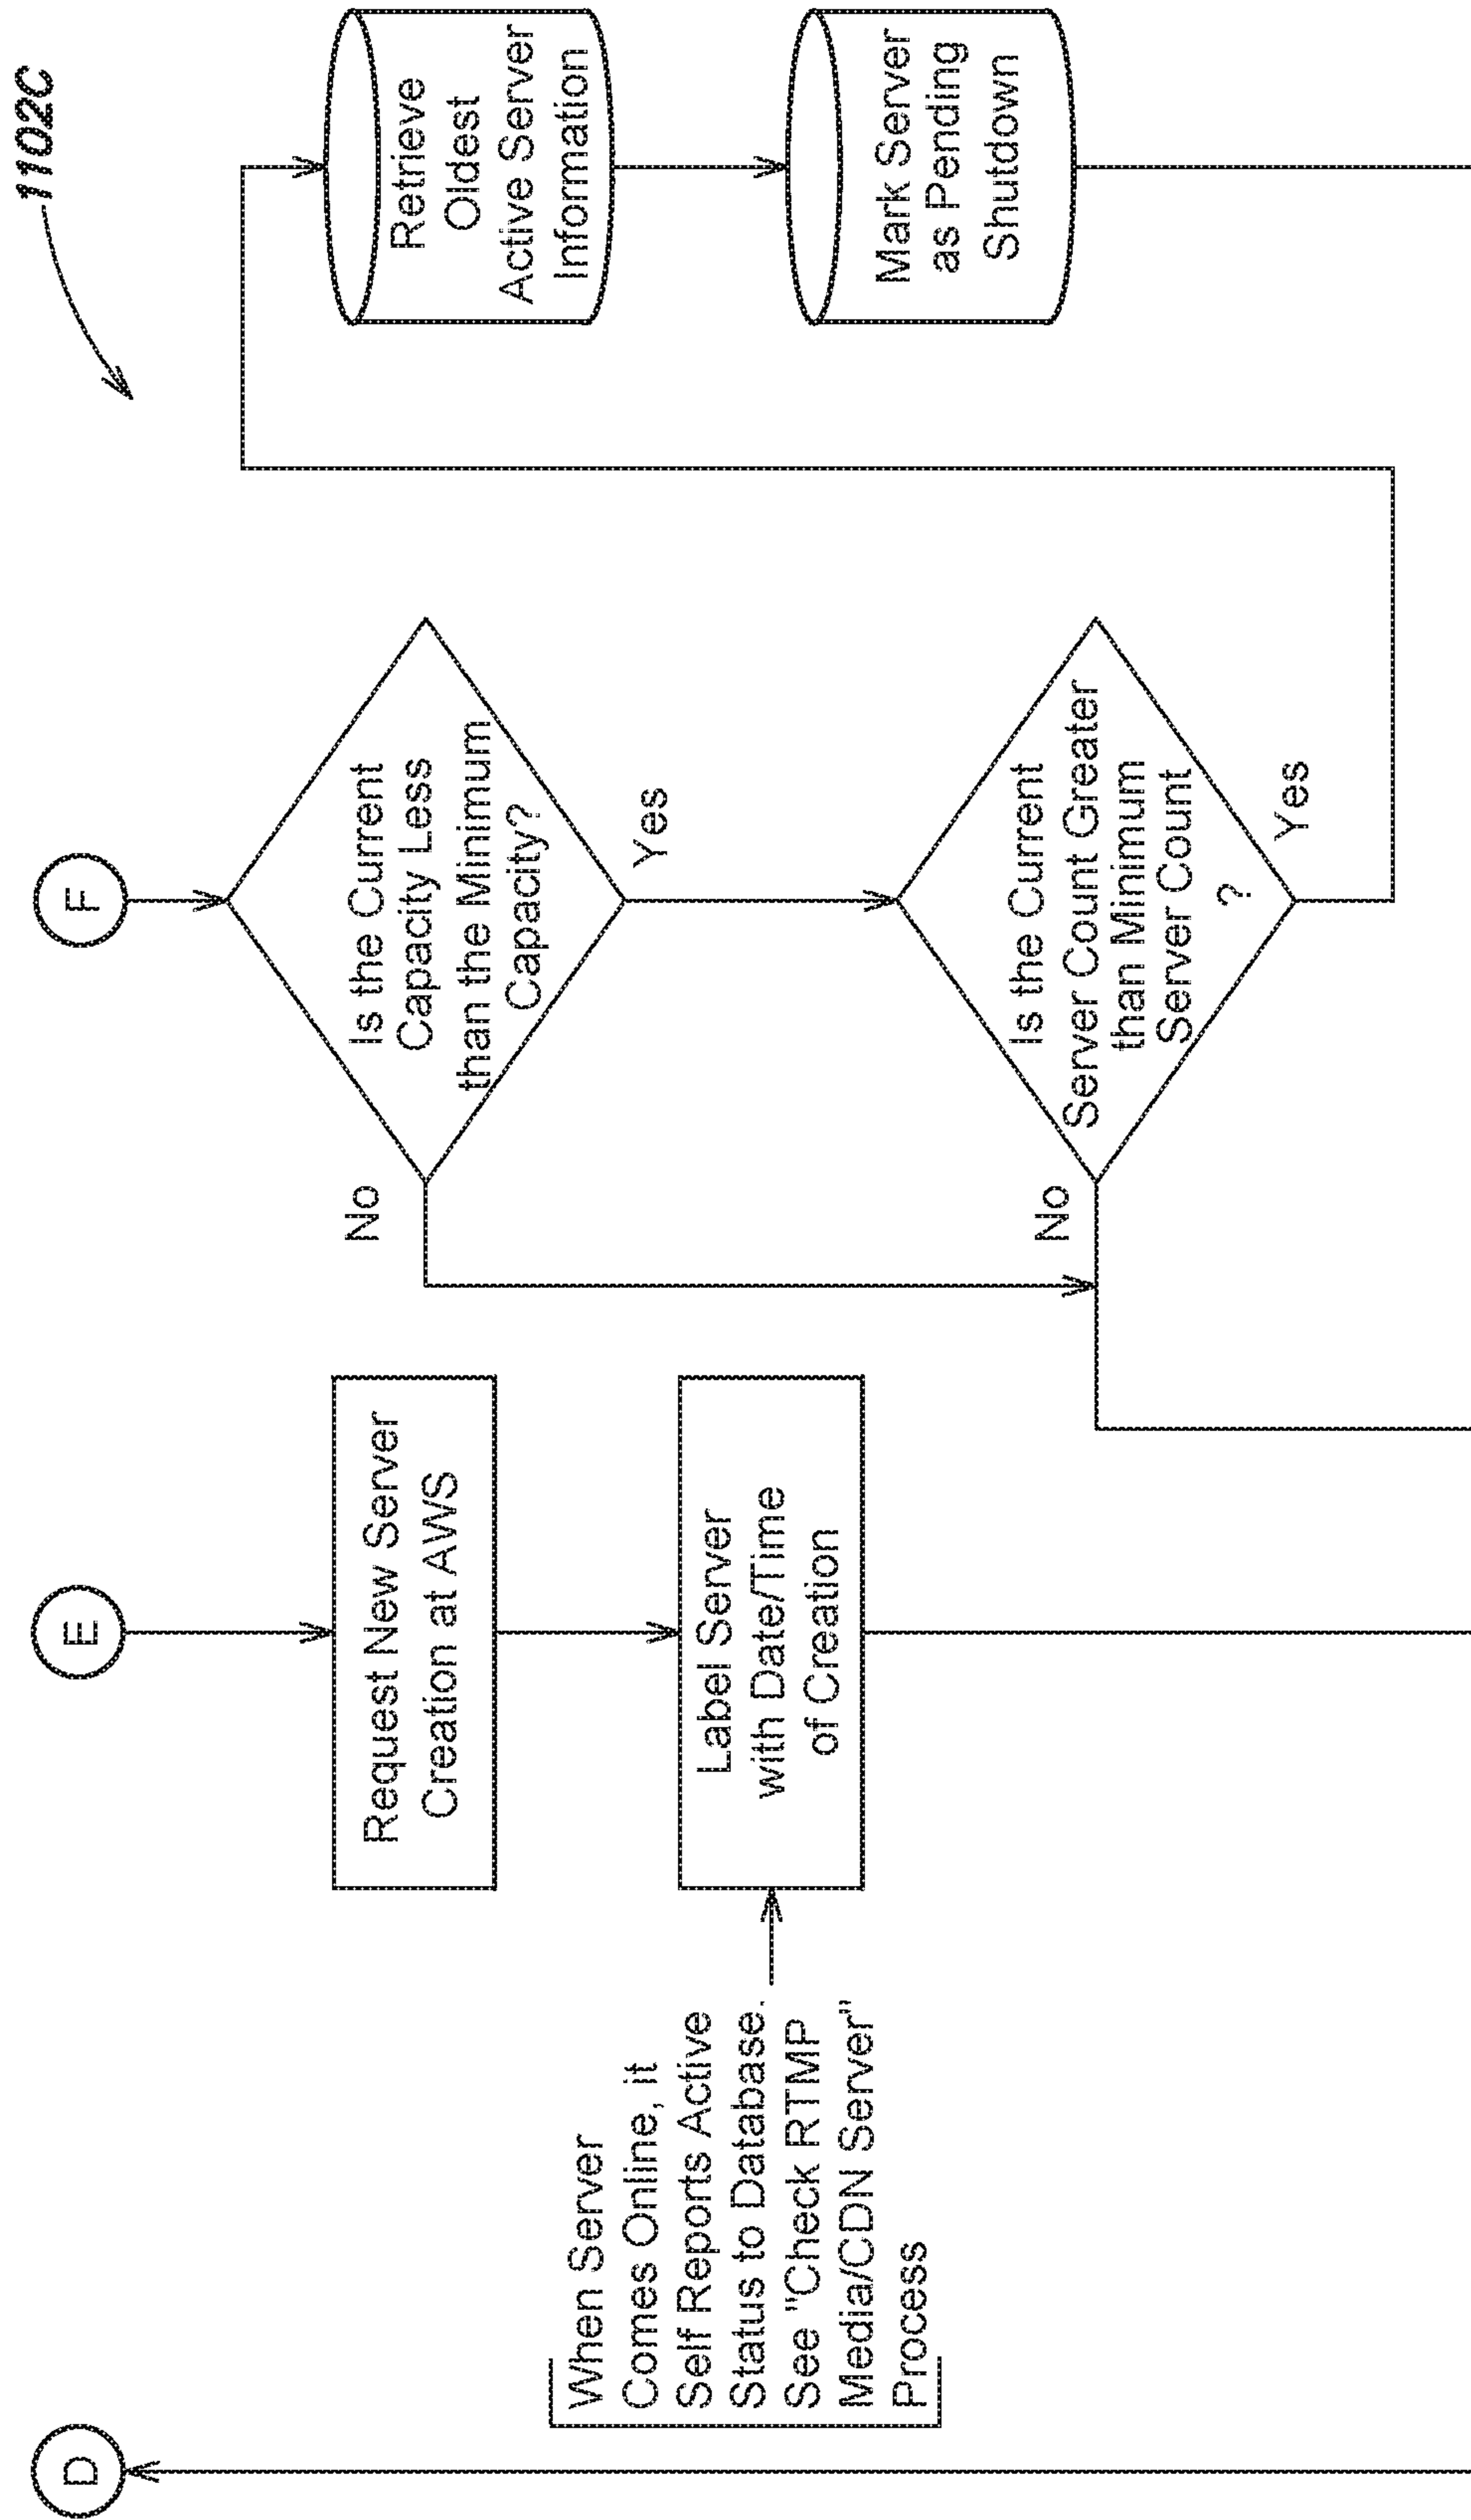 1102C
D
E
F
When Server
Comes Online, it
Self Reports Active
Status to Database.
See "Check RTMP
Media/CDN Server"
Process
Request New Server
Creation at AWS
Label Server
with Date/Time
of Creation
Is the Current
Capacity Less
than the Minimum
Capacity?
No
Yes
Is the Current
Server Count Greater
than Minimum
Server Count
?
No
Yes
Retrieve
Oldest
Active Server
Information
Mark Server
as Pending
Shutdown